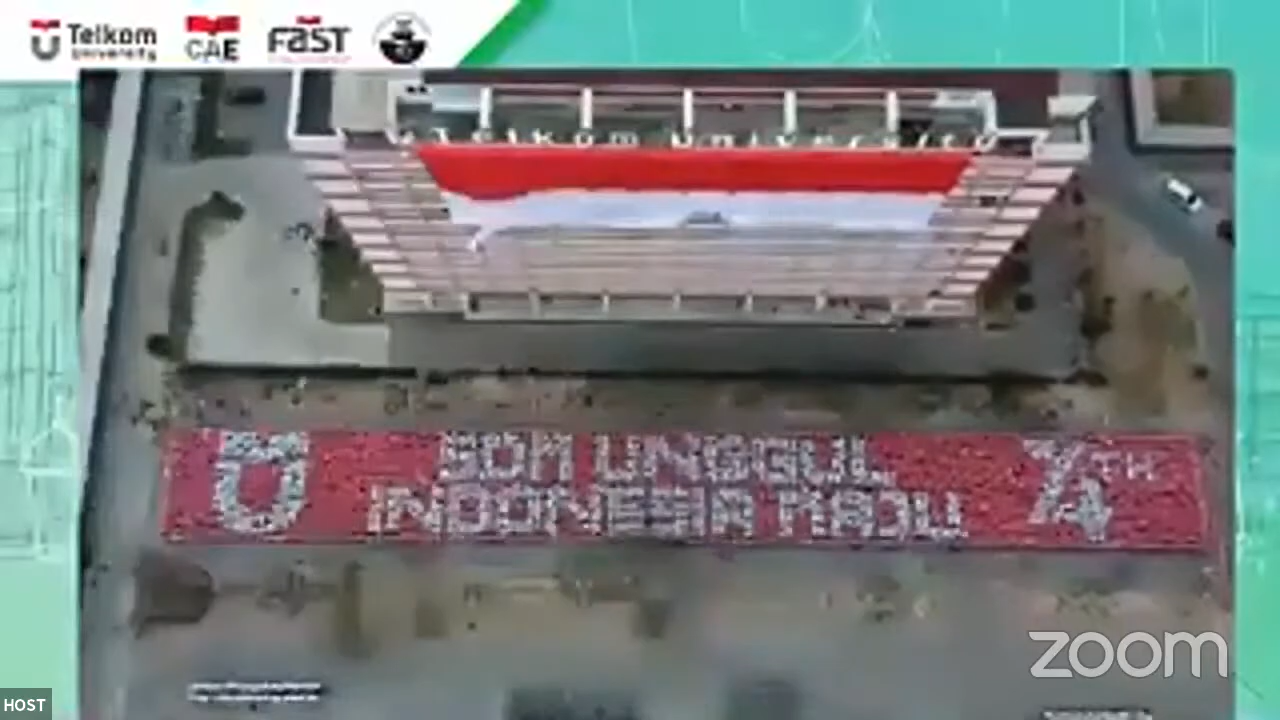 Telkom University
CAE
FAST
Telkom University
SDM UNGGUL
INDONESIA MAJU
74TH
zoom
HOST